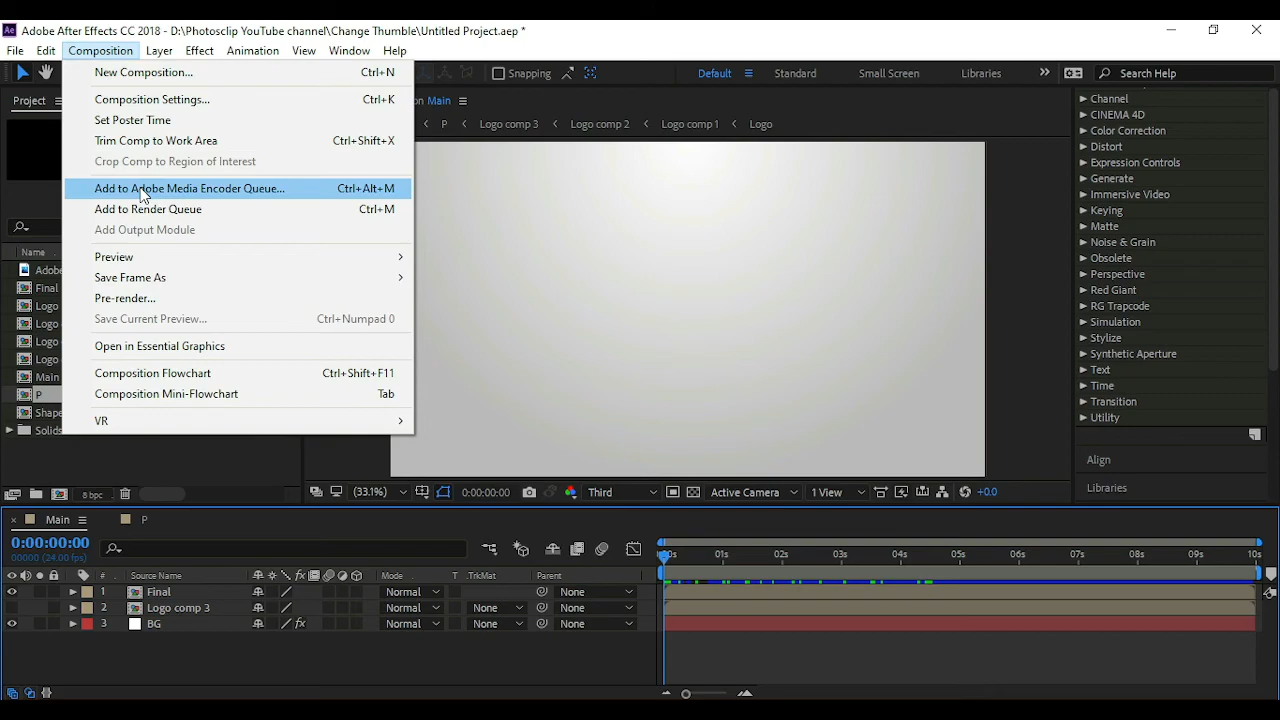 Ae Adobe After Effects CC 2018 - D:\Photosclip YouTube channel\Change Thumble\Untitled Project.aep *
File Edit Composition Layer Effect Animation View Window Help
Snapping Default Standard Small Screen Libraries Search Help
New Composition... Ctrl+N
Composition Settings... Ctrl+K
Set Poster Time
Trim Comp to Work Area Ctrl+Shift+X
Crop Comp to Region of Interest
Add to Adobe Media Encoder Queue... Ctrl+Alt+M
Add to Render Queue Ctrl+M
Add Output Module
Preview
Save Frame As
Pre-render...
Save Current Preview... Ctrl+Numpad 0
Open in Essential Graphics
Composition Flowchart Ctrl+Shift+F11
Composition Mini-Flowchart Tab
VR
Project
Name
Adobe
Final
Logo
Logo
Logo
Logo
Main
P
Shape
Solids
8 bpc
on Main
P Logo comp 3 Logo comp 2 Logo comp 1 Logo
(33.1%) 0:00:00:00 Third Active Camera 1 View +0.0
Channel
CINEMA 4D
Color Correction
Distort
Expression Controls
Generate
Immersive Video
Keying
Matte
Noise & Grain
Obsolete
Perspective
Red Giant
RG Trapcode
Simulation
Stylize
Synthetic Aperture
Text
Time
Transition
Utility
Align
Libraries
Main P
0:00:00:00
00000 (24.00 fps)
# Source Name Mode T .TrkMat Parent
1 Final Normal None
2 Logo comp 3 Normal None None
3 BG Normal None None
01s 02s 03s 04s 05s 06s 07s 08s 09s 10s